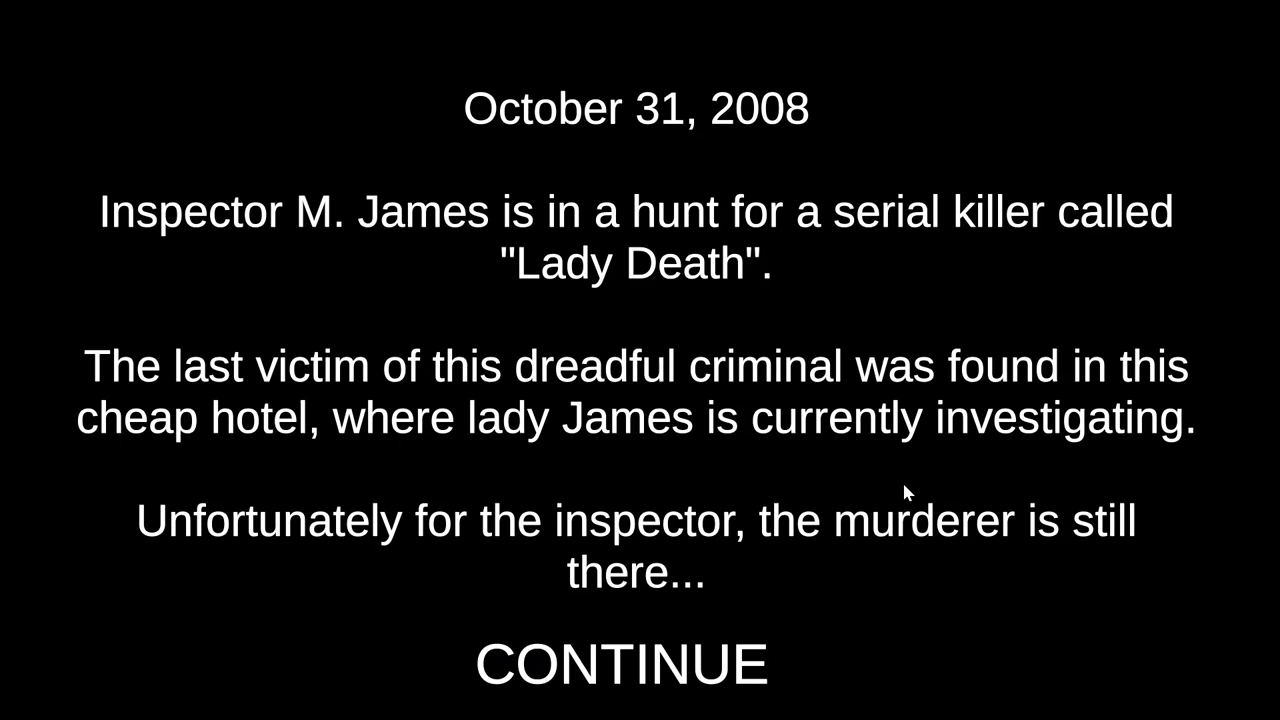 October 31, 2008
Inspector M. James is in a hunt for a serial killer called
"Lady Death".
The last victim of this dreadful criminal was found in this
cheap hotel, where lady James is currently investigating.
Unfortunately for the inspector, the murderer is still
there...
CONTINUE